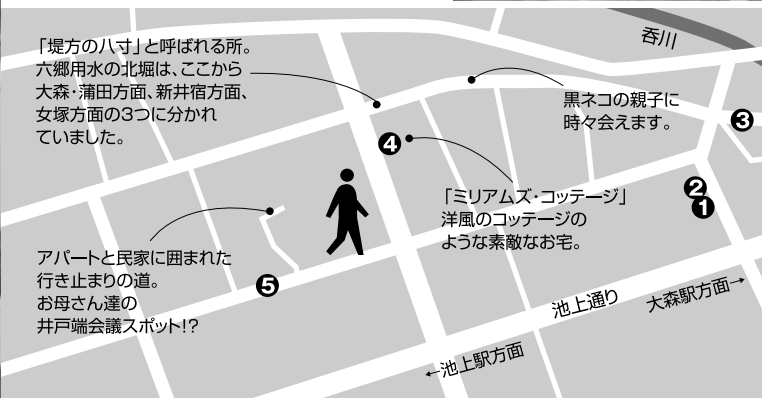 「堤方の八寸」と呼ばれる所。
六郷用水の北堀は、ここから
大森・蒲田方面、新井宿方面、
女塚方面の3つに分かれ
ていました。
呑川
黒ネコの親子に
時々会えます。
3
4
「ミリアムズ・コッテージ」
洋風のコッテージの
ような素敵なお宅。
2
1
アパートと民家に囲まれた
行き止まりの道。
お母さん達の
井戸端会議スポット!?
5
池上通り
大森駅方面→
←池上駅方面